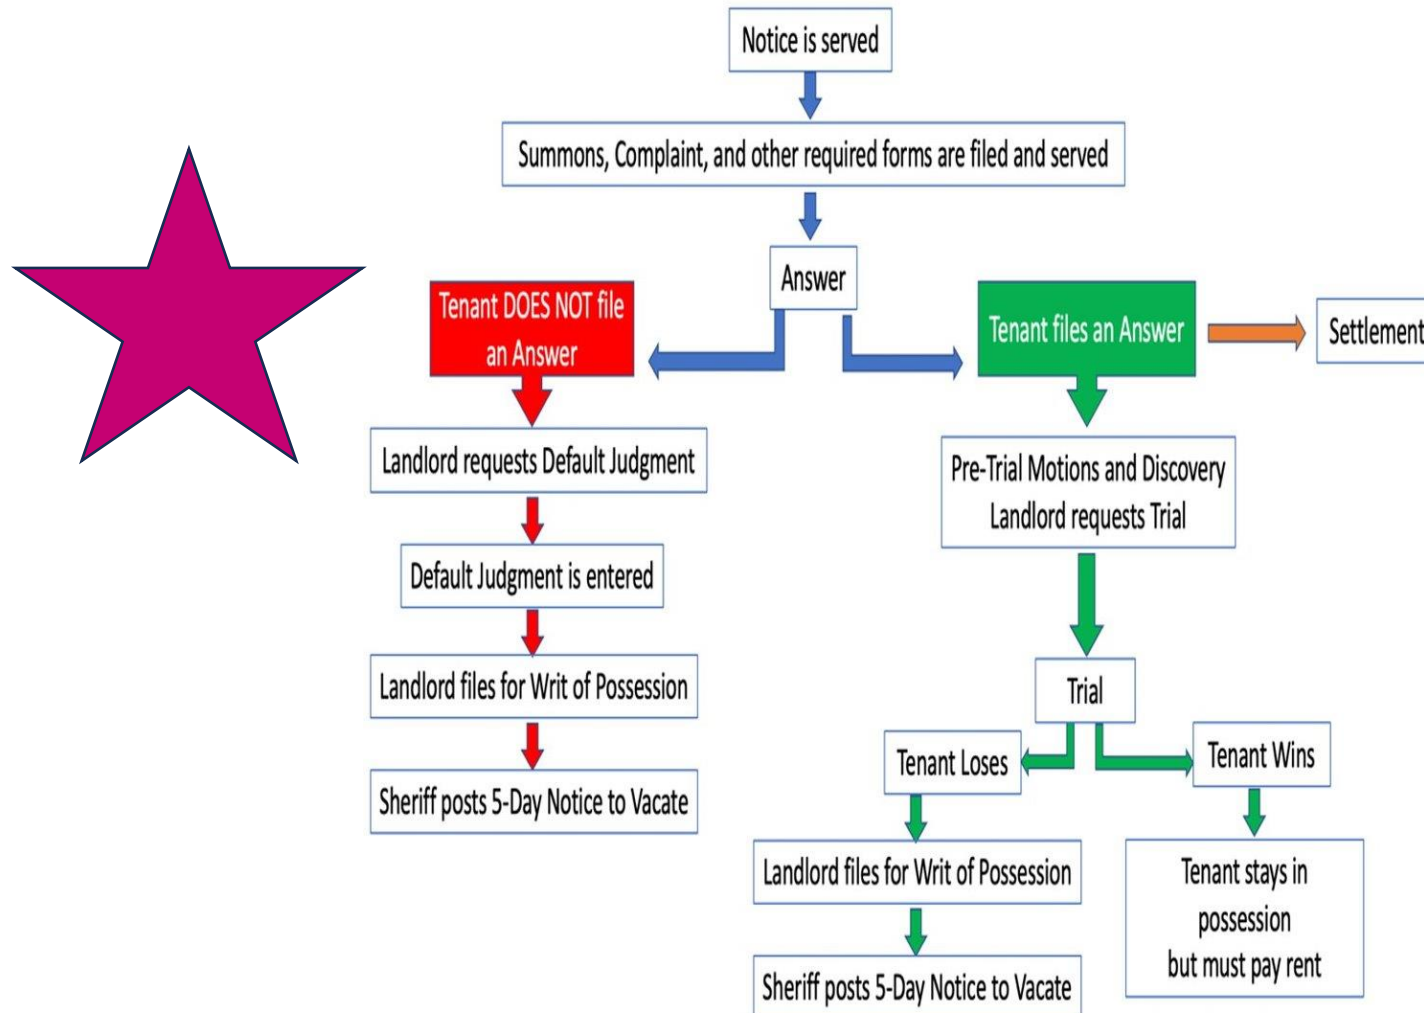 Notice is served
Summons, Complaint, and other required forms are filed and served
Answer
Tenant DOES NOT file
an Answer
Tenant files an Answer
Settlement
Landlord requests Default Judgment
Default Judgment is entered
Landlord files for Writ of Possession
Sheriff posts 5-Day Notice to Vacate
Pre-Trial Motions and Discovery
Landlord requests Trial
Trial
Tenant Loses
Tenant Wins
Landlord files for Writ of Possession
Sheriff posts 5-Day Notice to Vacate
Tenant stays in
possession
but must pay rent